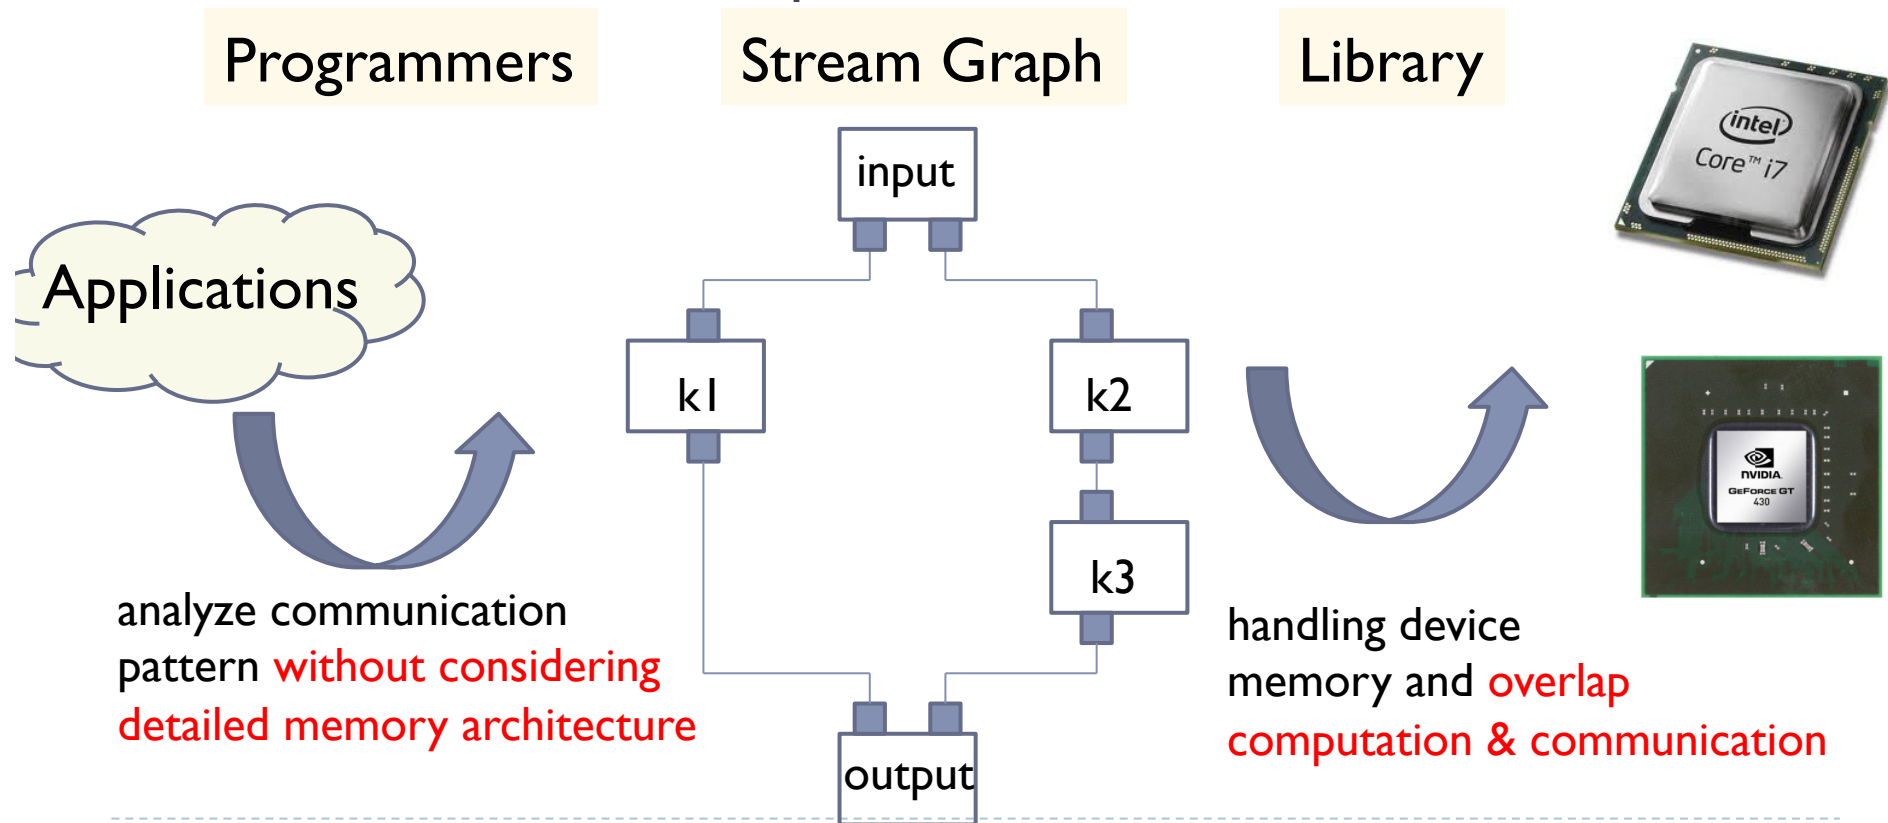 Programmers
Stream Graph
Library
input
intel
Core™ i7
Applications
k1
k2
NVIDIA
GEFORCE GT
430
k3
analyze communication
pattern without considering
detailed memory architecture
handling device
memory and overlap
computation & communication
output